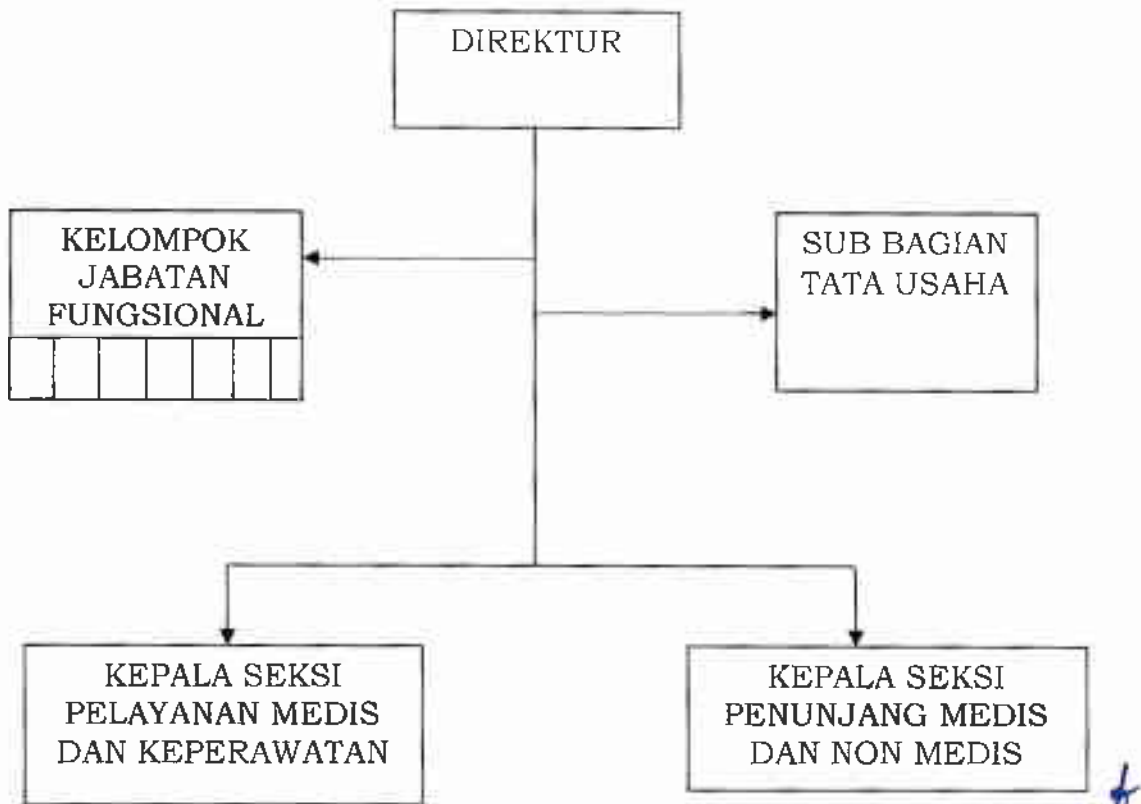 DIREKTUR
KELOMPOK
JABATAN
FUNGSIONAL
SUB BAGIAN
TATA USAHA
KEPALA SEKSI
PELAYANAN MEDIS
DAN KEPERAWATAN
KEPALA SEKSI
PENUNJANG MEDIS
DAN NON MEDIS